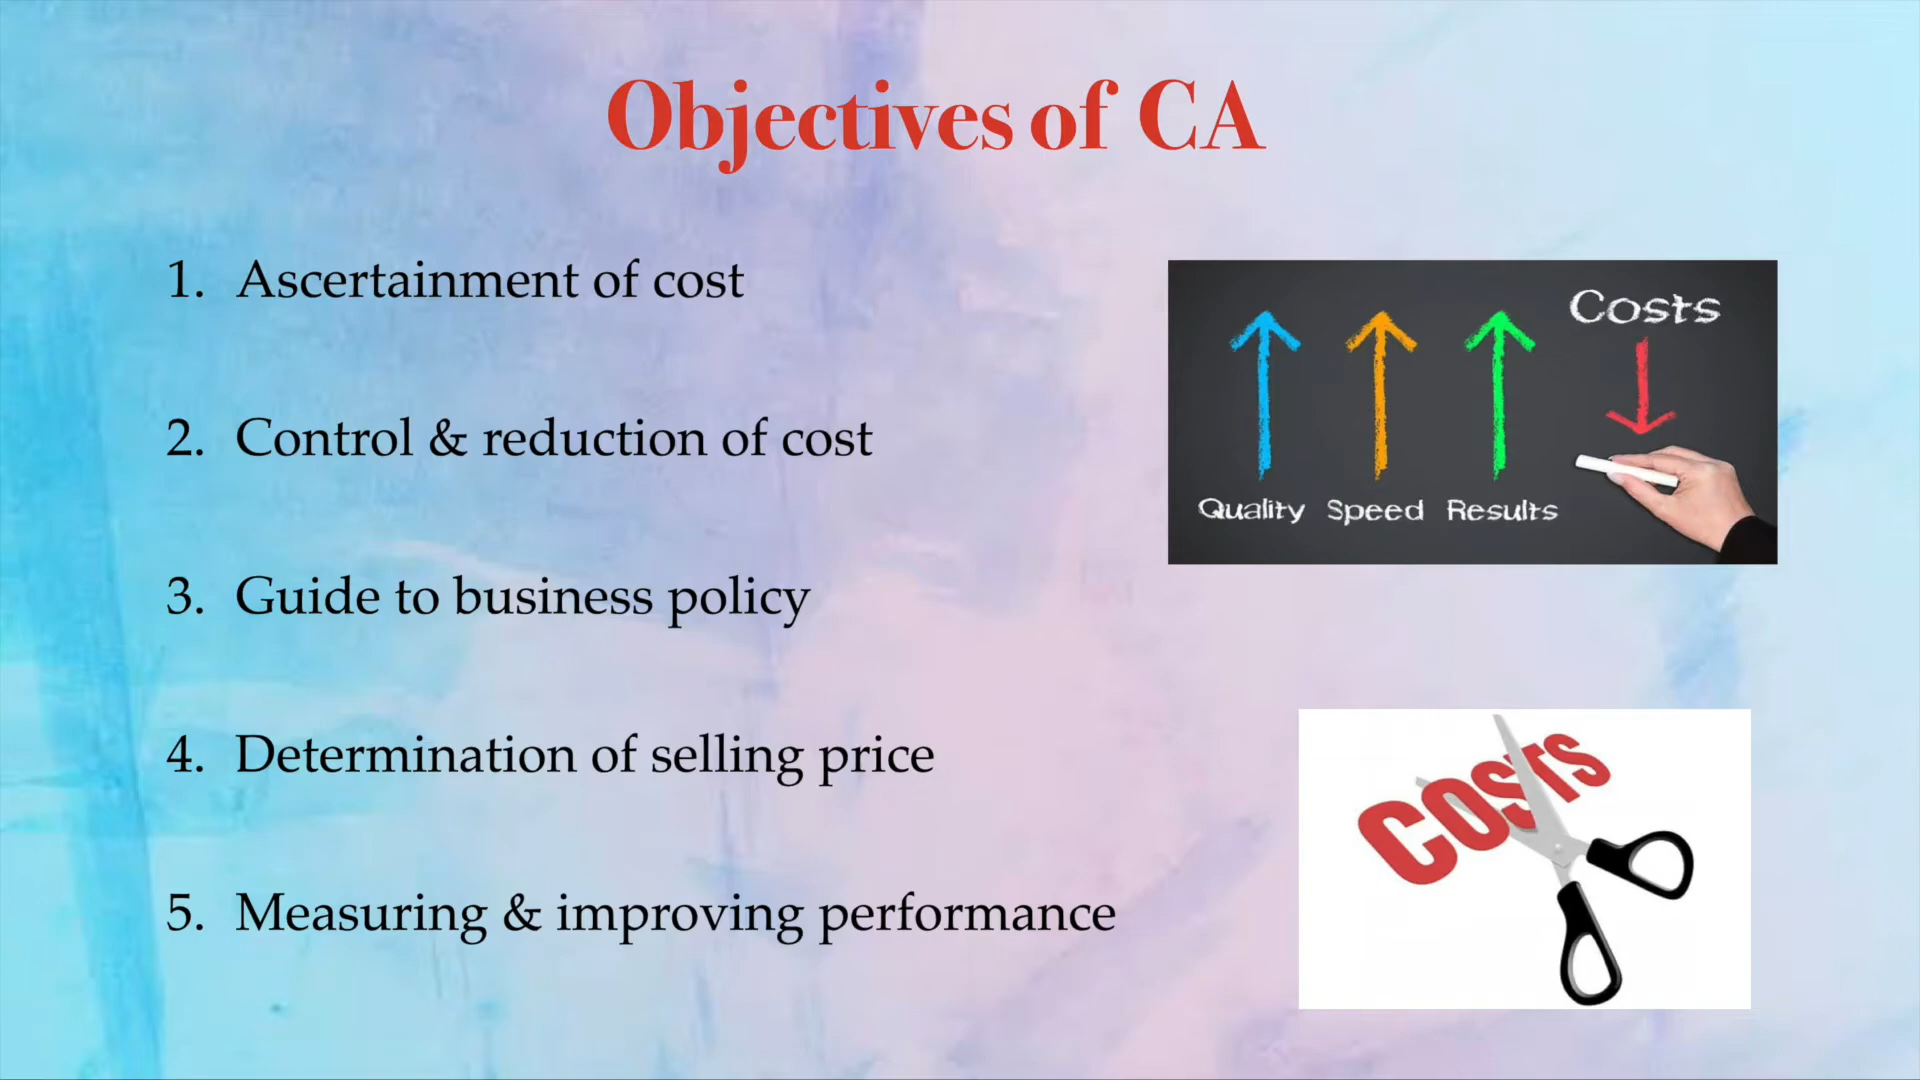 Objectives of CA
1. Ascertainment of cost
2. Control & reduction of cost
3. Guide to business policy
4. Determination of selling price
5. Measuring & improving performance
Costs
Quality Speed Results
COSTS